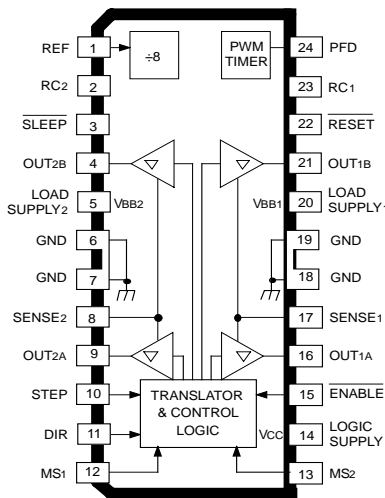 REF 1 ÷8 PWM TIMER 24 PFD
RC2 2 23 RC1
SLEEP 3 22 RESET
OUT2B 4 21 OUT1B
LOAD SUPPLY2 5 VBB2 VBB1 20 LOAD SUPPLY1
GND 6 19 GND
GND 7 18 GND
SENSE2 8 17 SENSE1
OUT2A 9 16 OUT1A
STEP 10 TRANSLATOR & CONTROL LOGIC 15 ENABLE
DIR 11 VCC 14 LOGIC SUPPLY
MS1 12 13 MS2